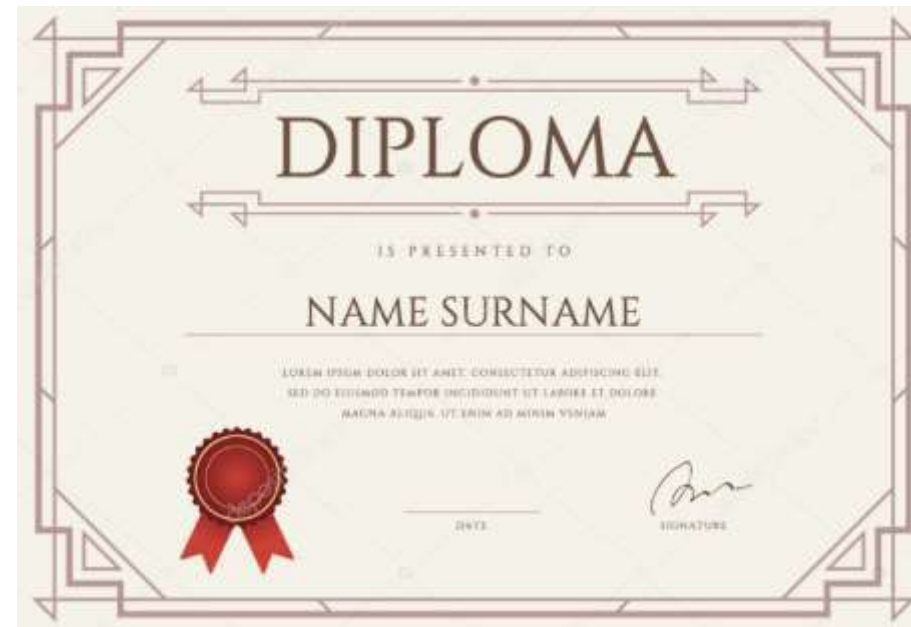 DIPLOMA
IS PRESENTED TO
NAME SURNAME
LOREM IPSUM DOLOR SIT AMET, CONSECTETUR ADIPISCING ELIT,
SED DO EIUSMOD TEMPOR INCIDIDUNT UT LABORE ET DOLORE
MAGNA ALIQUA. UT ENIM AD MINIM VENIAM
DATE
SIGNATURE